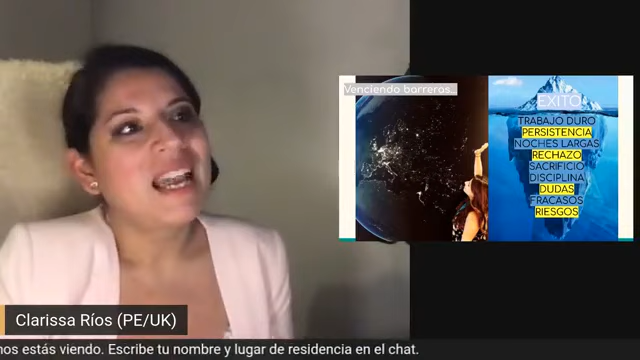 Venciendo barreras...
ÉXITO
TRABAJO DURO
PERSISTENCIA
NOCHES LARGAS
RECHAZO
SACRIFICIO
DISCIPLINA
DUDAS
FRACASOS
RIESGOS
Clarissa Ríos (PE/UK)
nos estás viendo. Escribe tu nombre y lugar de residencia en el chat.